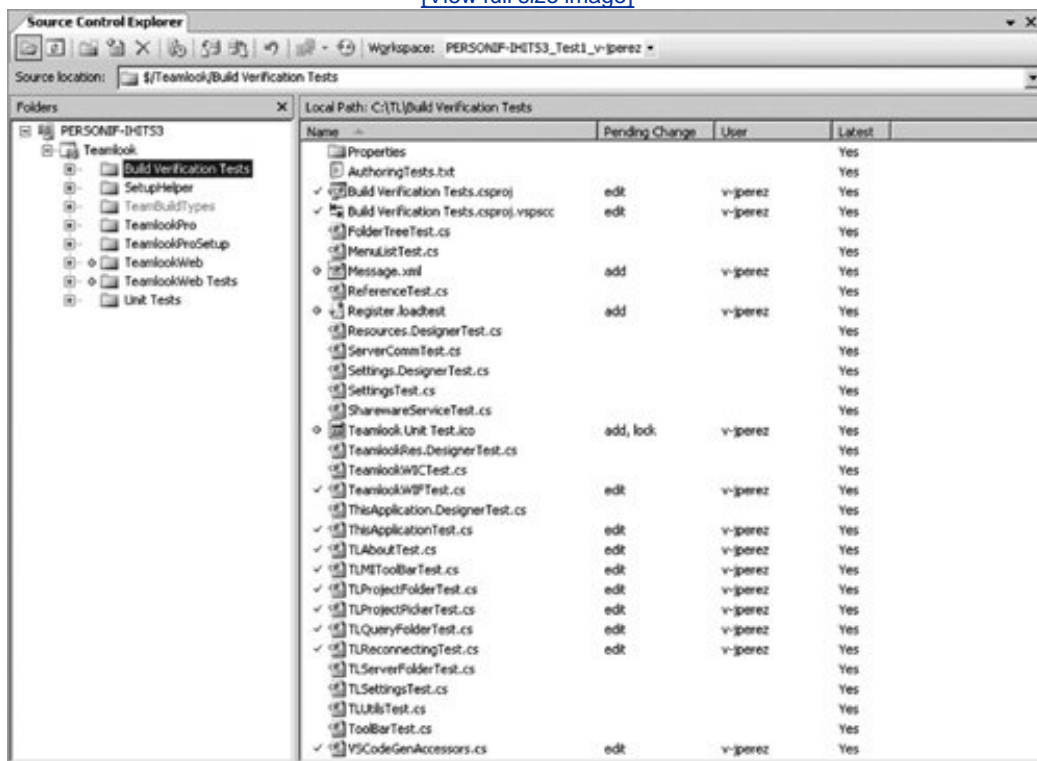 [View full size image]
Source Control Explorer
Workspace: PERSONIF-IHITS3_Test1_v-jperez
Source location: $/Teamlook/Build Verification Tests
Folders
Local Path: C:\TL\Build Verification Tests
PERSONIF-IHITS3
Teamlook
Build Verification Tests
SetupHelper
TeamBuildTypes
TeamlookPro
TeamlookProSetup
TeamlookWeb
TeamlookWeb Tests
Unit Tests
Name Pending Change User Latest
Properties Yes
AuthoringTests.txt Yes
Build Verification Tests.csproj edit v-jperez Yes
Build Verification Tests.csproj.vspscc edit v-jperez Yes
FolderTreeTest.cs Yes
MenuListTest.cs Yes
Message.xml add v-jperez Yes
ReferenceTest.cs Yes
Register.loadtest add v-jperez Yes
Resources.DesignerTest.cs Yes
ServerCommTest.cs Yes
Settings.DesignerTest.cs Yes
SettingsTest.cs Yes
SharewareServiceTest.cs Yes
Teamlook.Unit Test.ico add, lock v-jperez Yes
TeamlookRes.DesignerTest.cs Yes
TeamlookWICTest.cs Yes
TeamlookWIFTest.cs edit v-jperez Yes
ThisApplication.DesignerTest.cs Yes
ThisApplicationTest.cs edit v-jperez Yes
TLAboutTest.cs edit v-jperez Yes
TLMIToolBarTest.cs edit v-jperez Yes
TLProjectFolderTest.cs edit v-jperez Yes
TLProjectPickerTest.cs edit v-jperez Yes
TLQueryFolderTest.cs edit v-jperez Yes
TLReconnectingTest.cs edit v-jperez Yes
TLServerFolderTest.cs Yes
TLSettingsTest.cs Yes
TLUtilsTest.cs Yes
ToolBarTest.cs Yes
VSCodeGenAccessors.cs edit v-jperez Yes